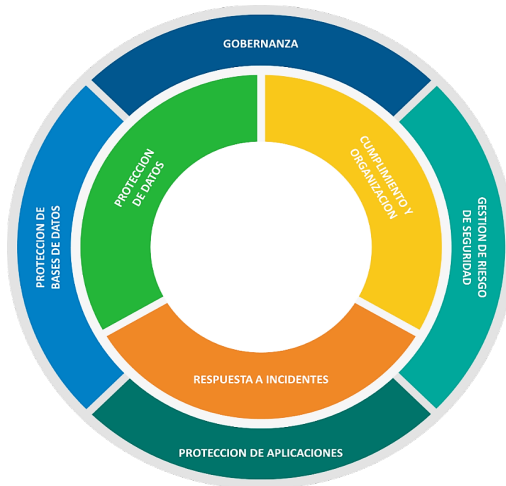 GOBERNANZA
PROTECCION
DE DATOS
CUMPLIMIENTO Y
ORGANIZACION
PROTECCION DE
BASES DE DATOS
GESTION DE RIESGO
DE SEGURIDAD
RESPUESTA A INCIDENTES
PROTECCION DE APLICACIONES